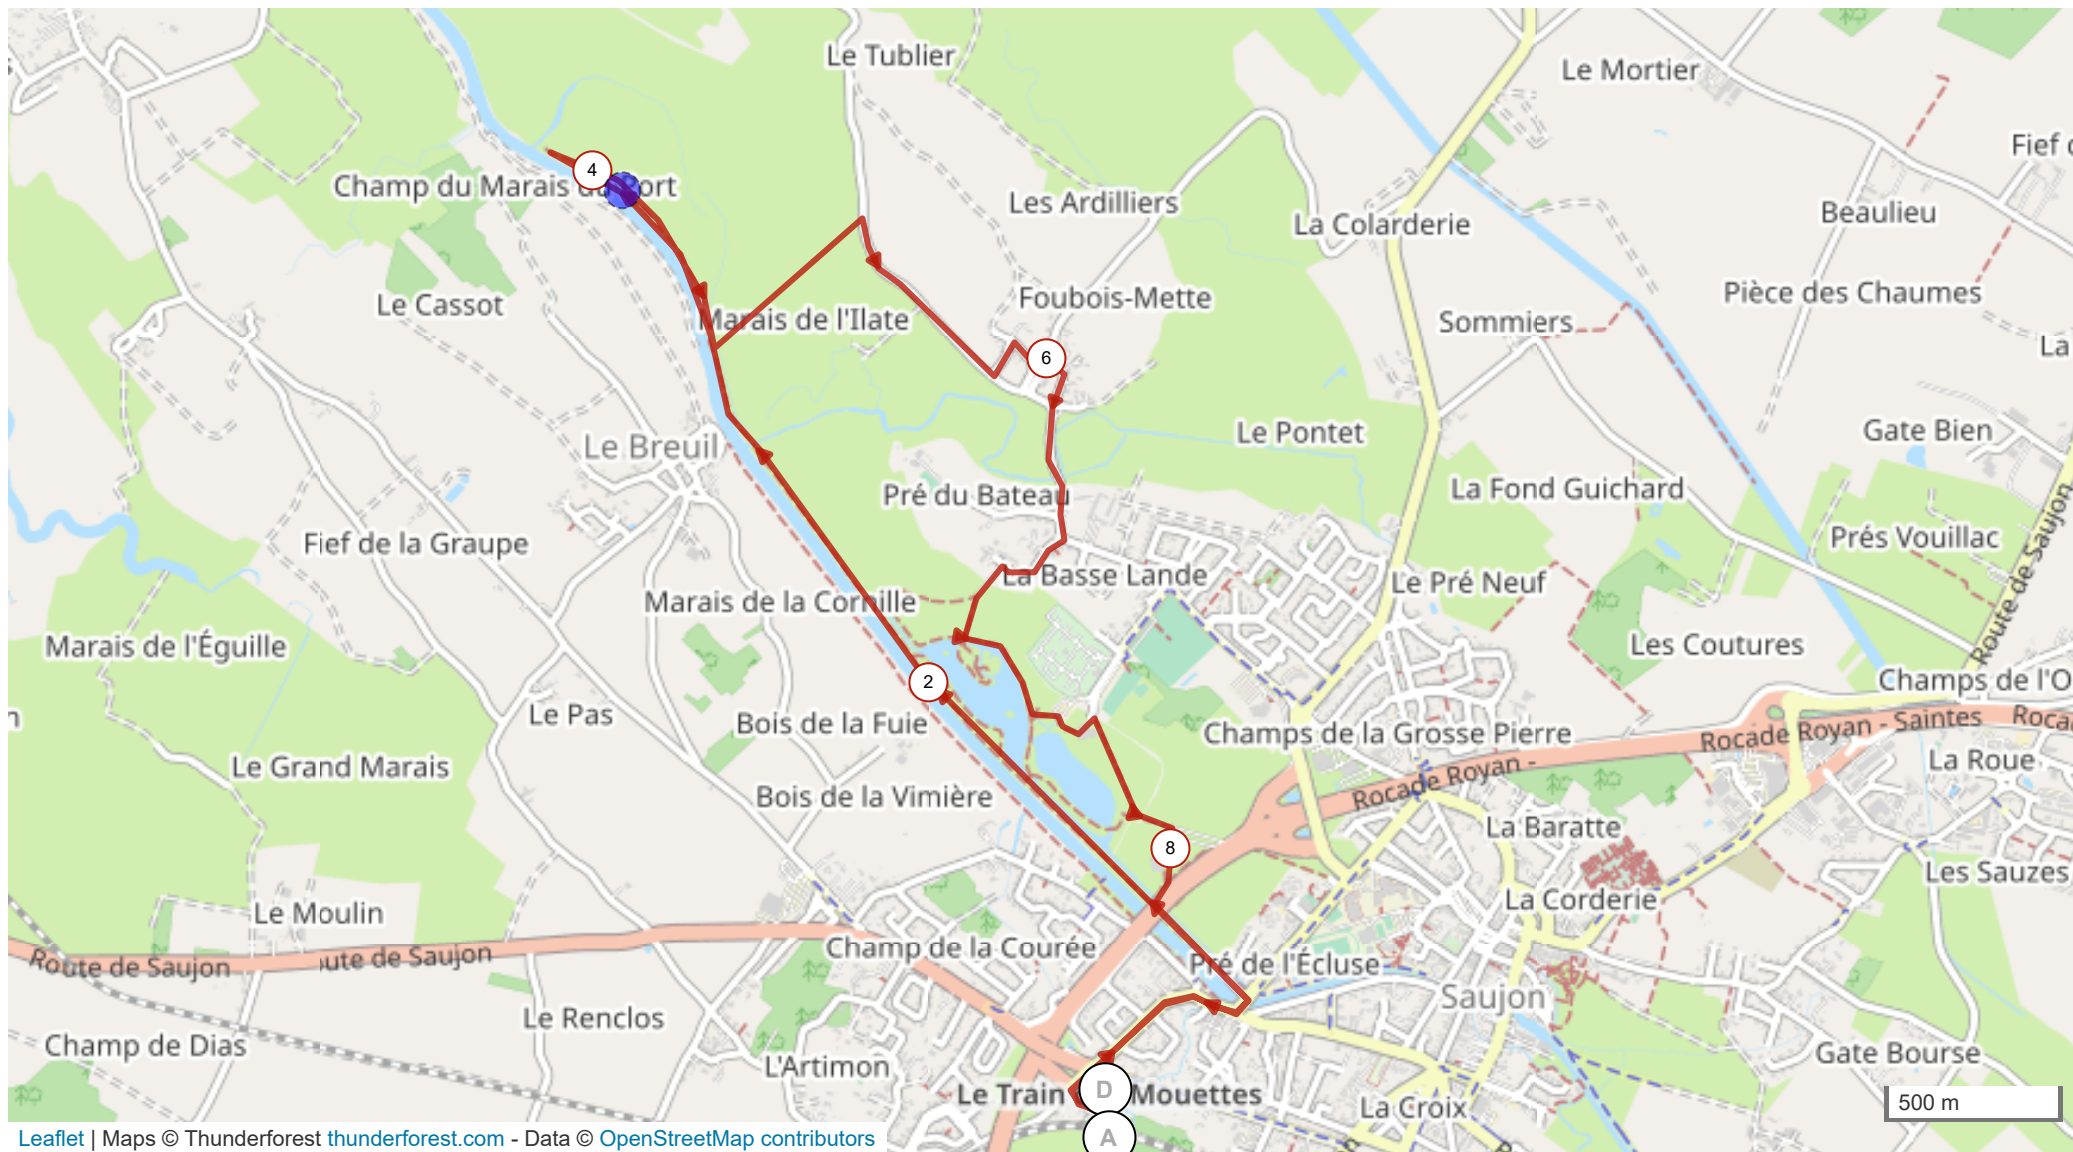 Le Tublier
Le Mortier
Fief
4
Champ du Marais du Port
Les Ardilliers
La Colarderie
Beaulieu
Le Cassot
Marais de l'Ilate
Foubois-Mette
Sommiers
Pièce des Chaumes
La
6
Le Breuil
Le Pontet
Gate Bien
Pré du Bateau
La Fond Guichard
Fief de la Graupe
Prés Vouillac
Route de Saujon
La Basse Lande
Le Pré Neuf
Marais de la Cornille
Marais de l'Éguille
Les Coutures
2
Champs de l'O
n
Le Pas
Bois de la Fuie
Champs de la Grosse Pierre
Rocade Royan - Saintes
Roca
Rocade Royan -
Le Grand Marais
La Roue
Bois de la Vimière
La Baratte
8
Les Sauzes
Le Moulin
La Corderie
Champ de la Courée
Route de Saujon
ute de Saujon
Pré de l'Écluse
Saujon
Le Renclos
Champ de Dias
L'Artimon
Gate Bourse
Le Train
D
Mouettes
La Croix
500 m
A
Leaflet | Maps © Thunderforest thunderforest.com - Data © OpenStreetMap contributors